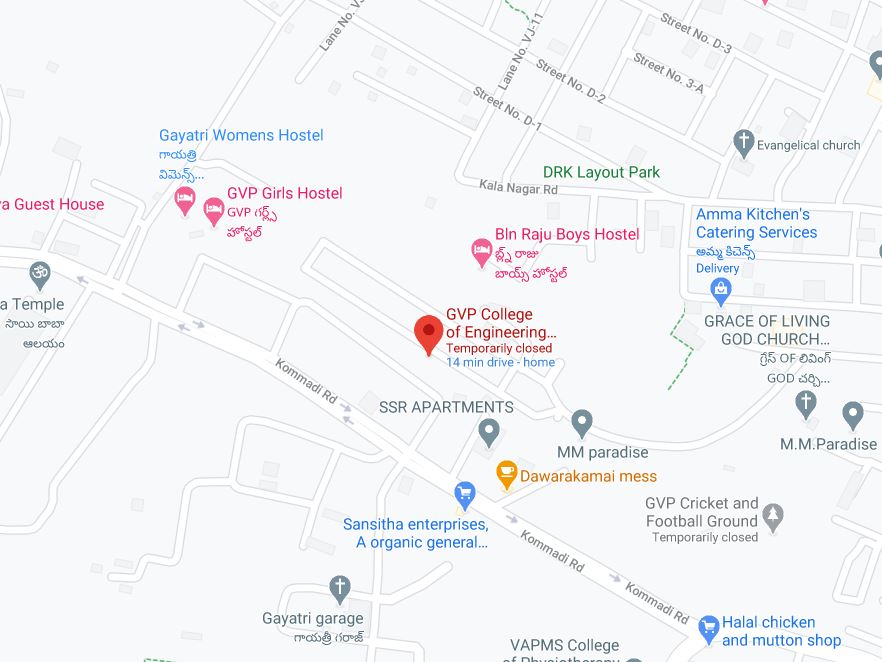 Lane No. V
Lane No. VJ-11
Street No. D-3
Street No. 3-A
Street No. D-2
Street No. D-1
Gayatri Womens Hostel
గాయత్రి
విమెన్స్...
Evangelical church
DRK Layout Park
Kala Nagar Rd
GVP Girls Hostel
GVP గర్ల్స్
హాస్టల్
a Guest House
Amma Kitchen's
Catering Services
అమ్మ కిచెన్స్
Delivery
Bln Raju Boys Hostel
బ్ల్న్ రాజు
బాయ్స్ హాస్టల్
a Temple
సాయి బాబా
ఆలయం
GVP College
of Engineering...
Temporarily closed
14 min drive - home
GRACE OF LIVING
GOD CHURCH...
గ్రేస్ OF లివింగ్
GOD చర్చి...
Kommadi Rd
SSR APARTMENTS
MM paradise
M.M.Paradise
Dawarakamai mess
GVP Cricket and
Football Ground
Temporarily closed
Sansitha enterprises,
A organic general...
Kommadi Rd
Kommadi Rd
Gayatri garage
గాయత్రీ గరాజ్
Halal chicken
and mutton shop
VAPMS College
of Physiotherapy